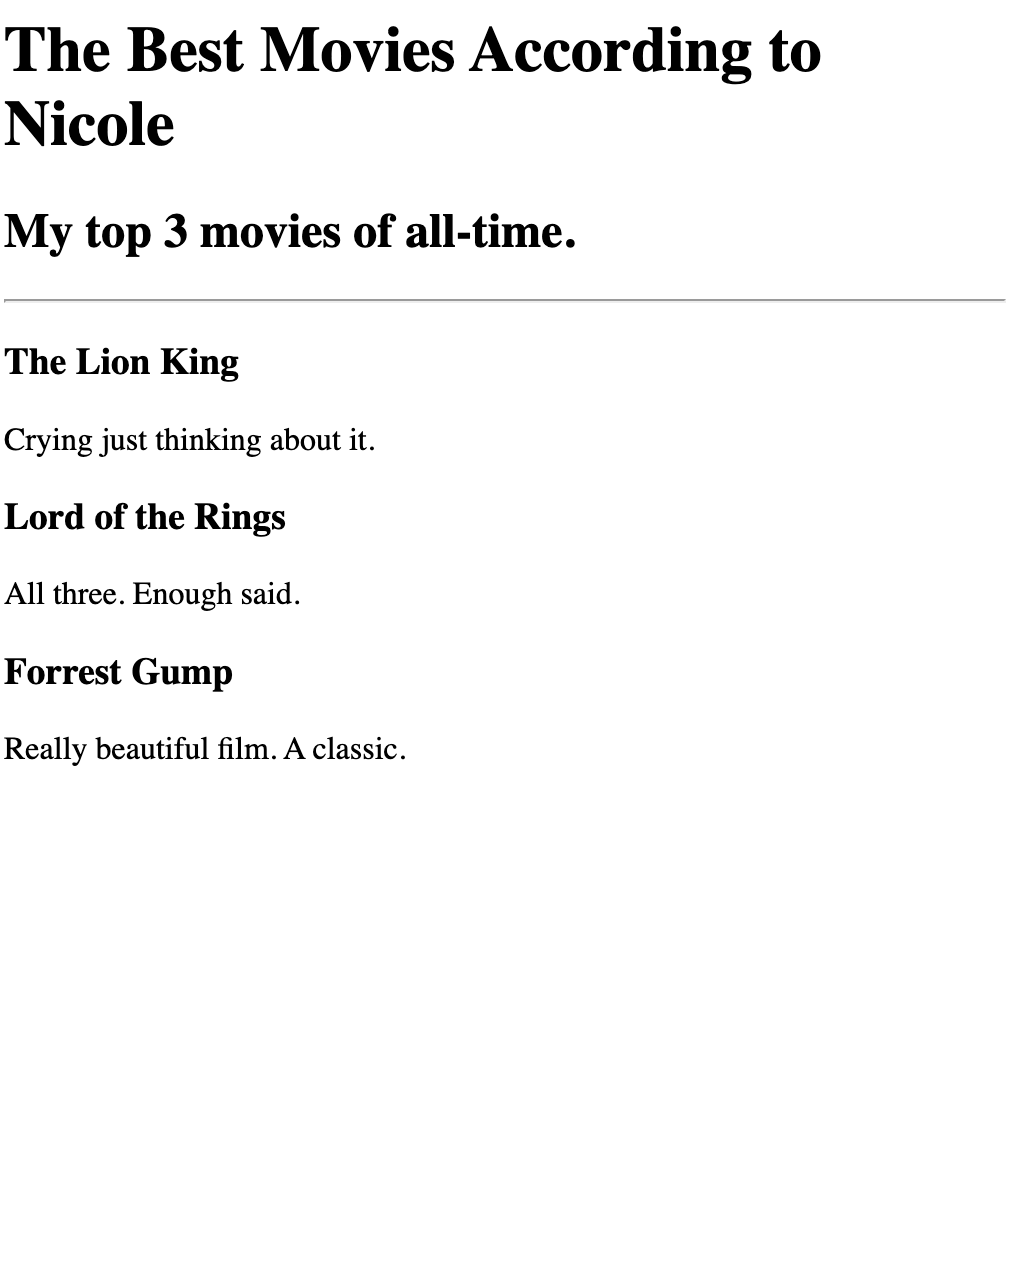 The Best Movies According to
Nicole
My top 3 movies of all-time.
The Lion King
Crying just thinking about it.
Lord of the Rings
All three. Enough said.
Forrest Gump
Really beautiful film. A classic.